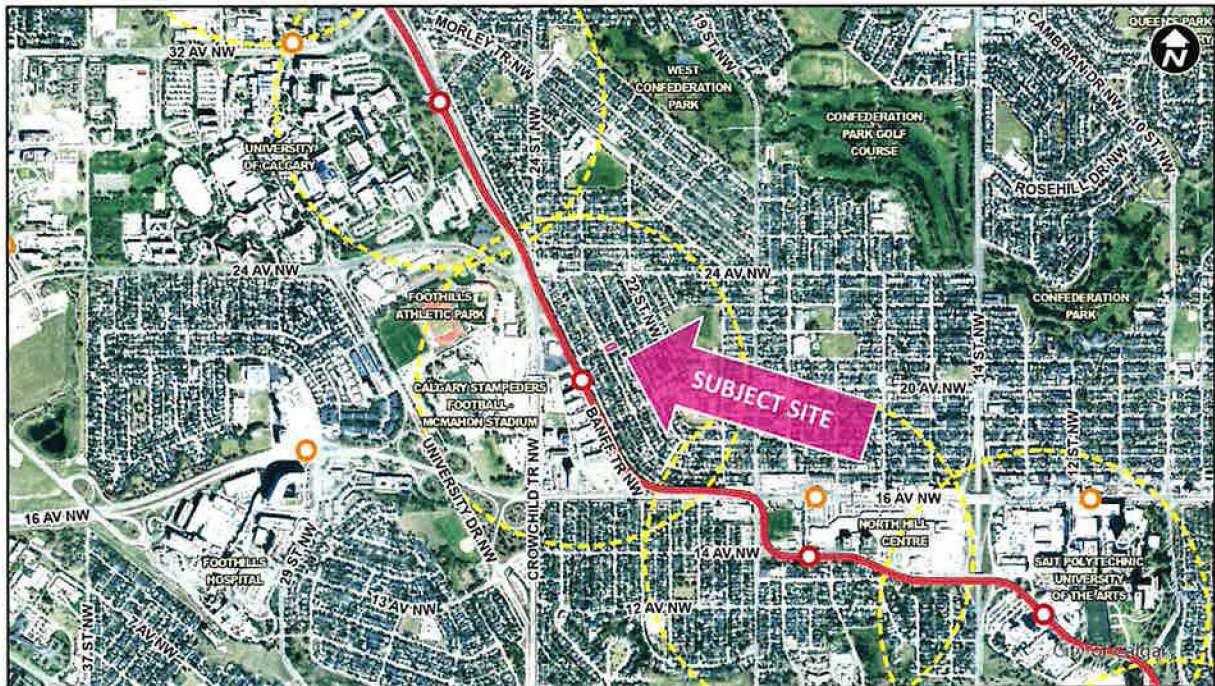 32 AV NW
MORLEY TR NW
19 ST NW
CAMBRIAN DR NW
QUEEN'S PARK
N
WEST
CONFEDERATION
PARK
24 ST NW
10 ST NW
CONFEDERATION
PARK GOLF
COURSE
UNIVERSITY
OF CALGARY
ROSEHILL DR NW
24 AV NW
24 AV NW
22 ST NW
FOOTHILLS
ATHLETIC PARK
CONFEDERATION
PARK
14 ST NW
SUBJECT SITE
20 AV NW
CALGARY STAMPEDERS
FOOTBALL -
MCMAHON STADIUM
BANFF TR NW
12 ST NW
UNIVERSITY DR NW
CROWCHILD TR NW
16 AV NW
16 AV NW
NORTH HILL
CENTRE
29 ST NW
FOOTHILLS
HOSPITAL
14 AV NW
SAIT POLYTECHNIC
UNIVERSITY
OF THE ARTS
13 AV NW
12 AV NW
37 ST NW
7 AV NW
City of Calgar